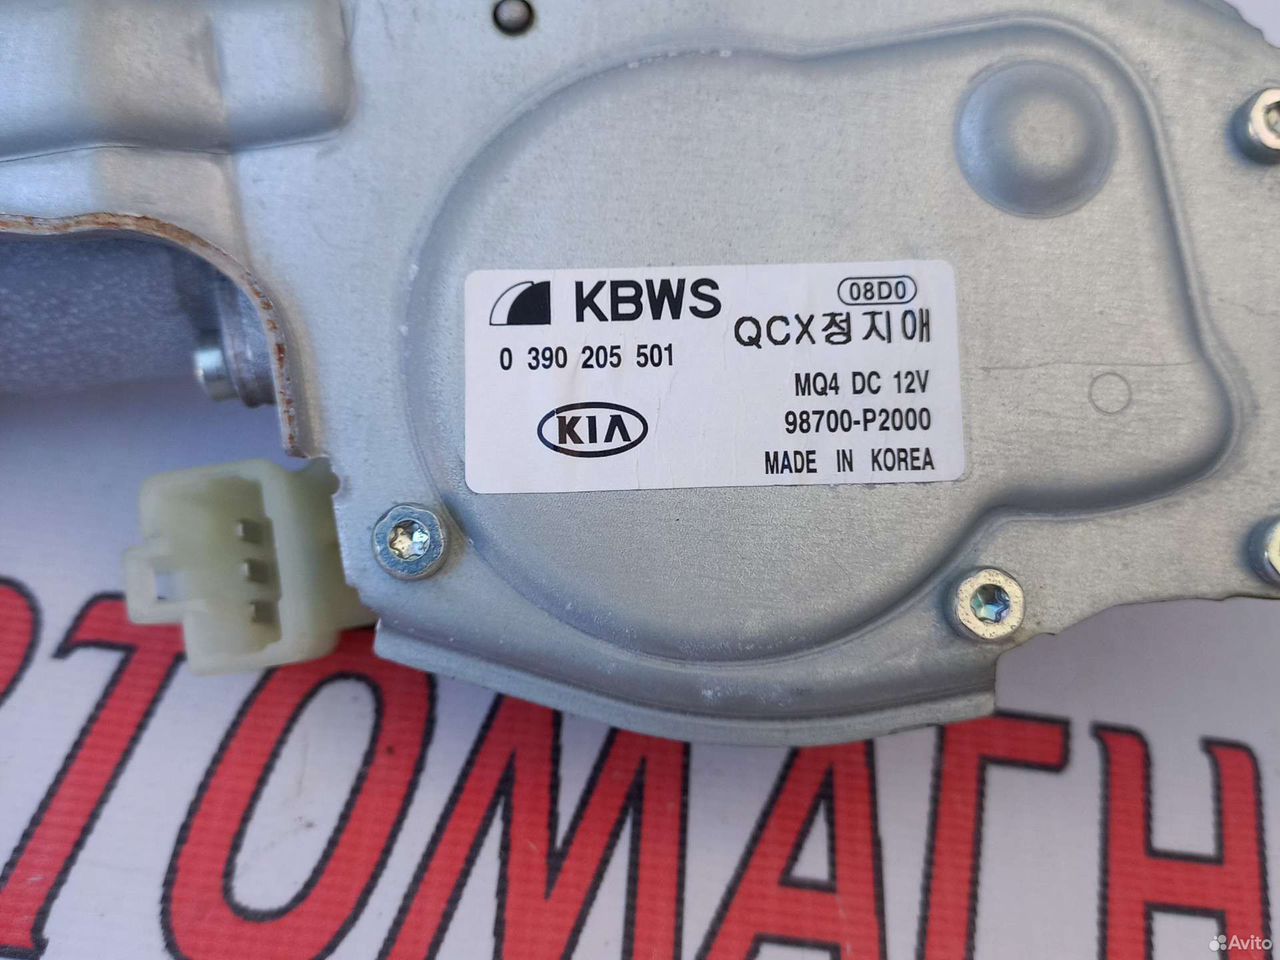 KBWS
08D0
QCX정지애
0 390 205 501
MQ4 DC 12V
KIA
98700-P2000
MADE IN KOREA
РТОМАГН
Avito